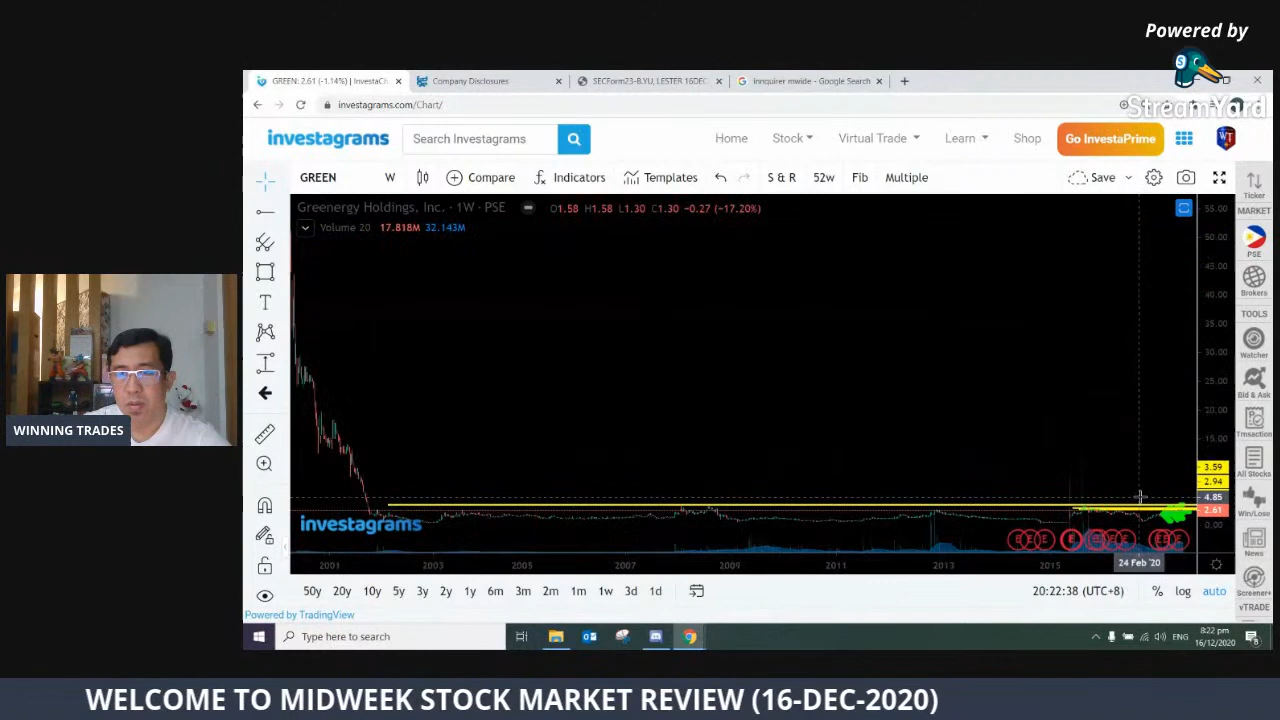 Powered by
StreamYard
GREEN: 2.61 (-1.14%) | InvestaCh
Company Disclosures
SECForm23-B.YU, LESTER 16DEC
innquirer mwide - Google Search
investagrams.com/Chart/
investagrams
Search Investagrams
Home
Stock
Virtual Trade
Learn
Shop
Go InvestaPrime
GREEN
W
Compare
Indicators
Templates
S & R
52w
Fib
Multiple
Save
Greenergy Holdings, Inc. · 1W · PSE
O1.58 H1.58 L1.30 C1.30 −0.27 (−17.20%)
Volume 20 17.818M 32.143M
55.00
50.00
45.00
40.00
35.00
30.00
25.00
20.00
15.00
3.59
2.94
4.85
2.61
0.00
investagrams
2001
2003
2005
2007
2009
2011
2013
2015
24 Feb '20
50y 20y 10y 5y 3y 2y 1y 6m 3m 2m 1m 1w 3d 1d
20:22:38 (UTC+8)
%
log
auto
Powered by TradingView
Ticker
MARKET
PSE
Brokers
TOOLS
Watcher
Bid & Ask
Trnsaction
All Stocks
Win/Lose
News
Screener+
vTRADE
WINNING TRADES
Type here to search
ENG
8:22 pm
16/12/2020
WELCOME TO MIDWEEK STOCK MARKET REVIEW (16-DEC-2020)